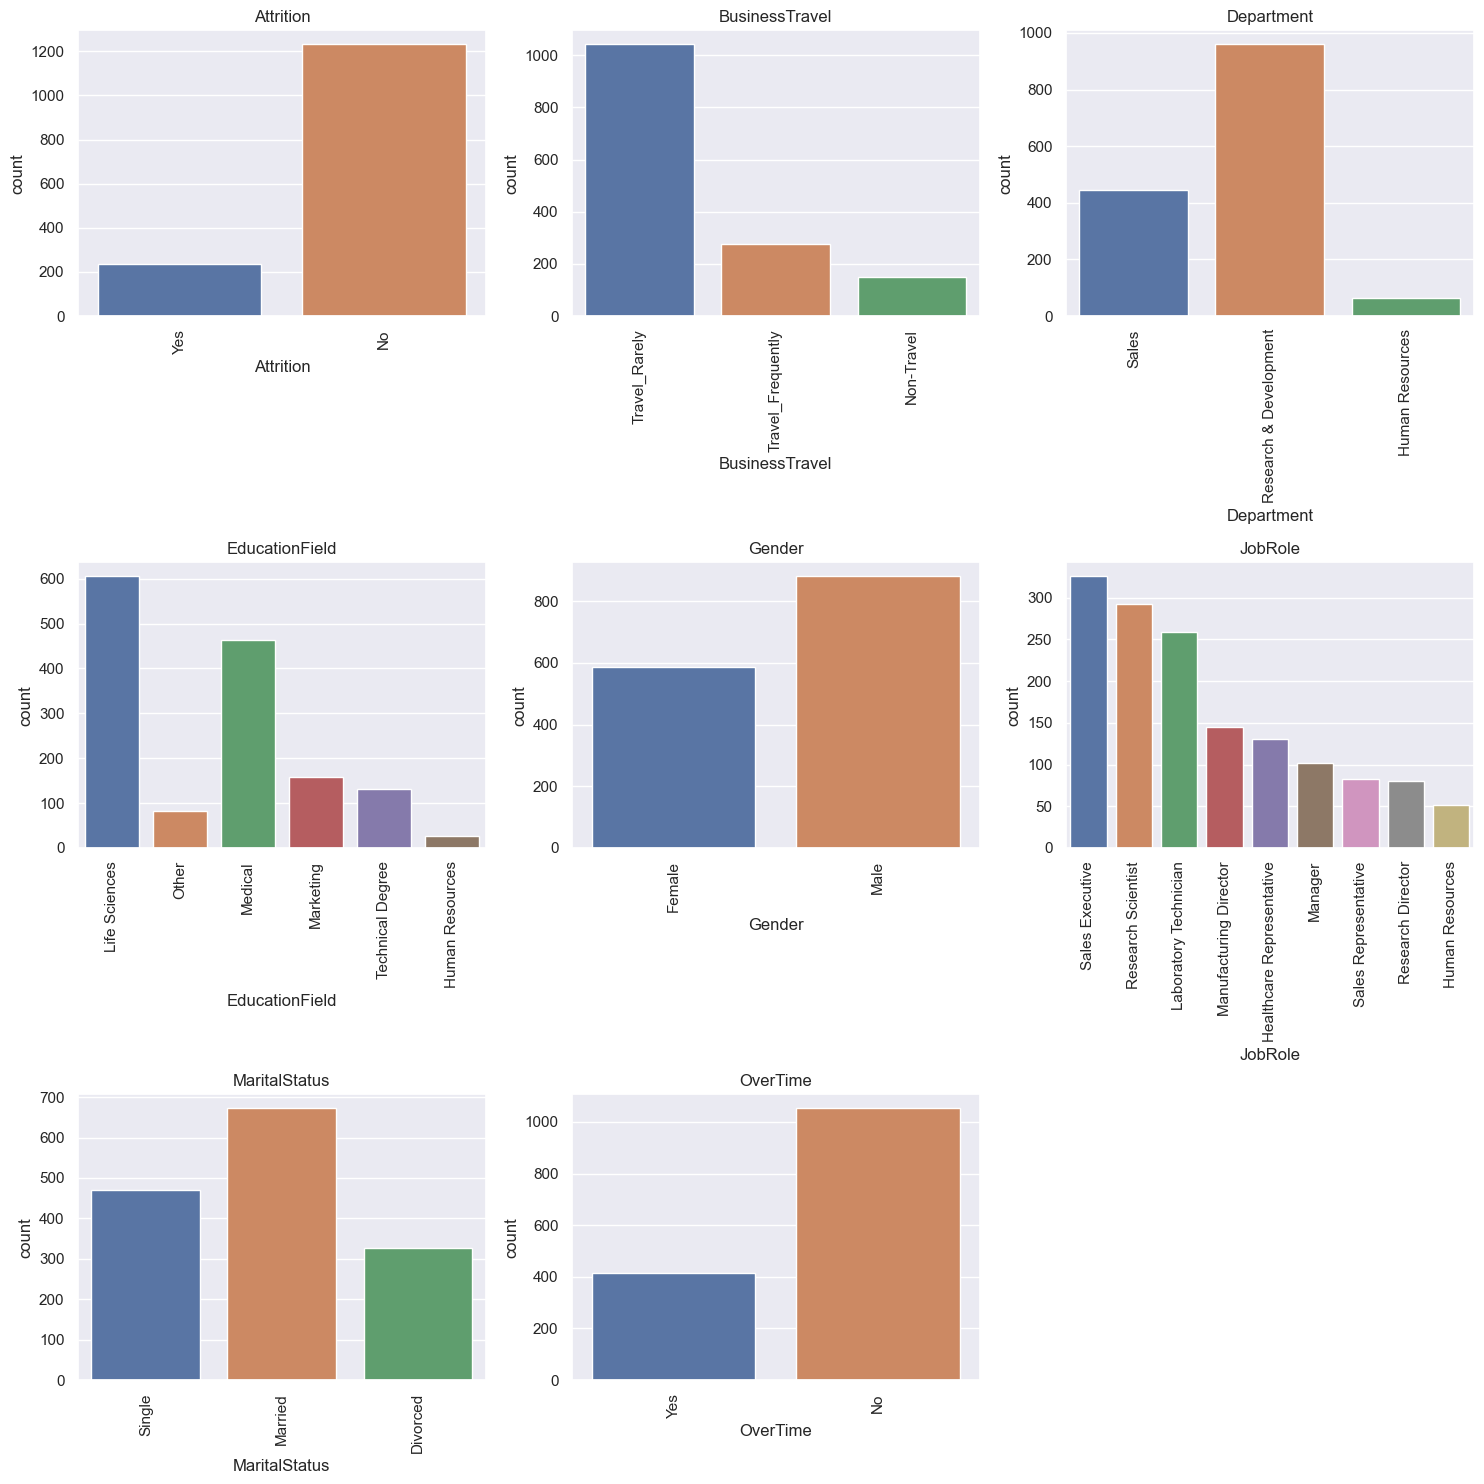 Attrition
count
1200
1000
800
600
400
200
0
Yes
No
Attrition
BusinessTravel
count
1000
800
600
400
200
0
Travel_Rarely
Travel_Frequently
Non-Travel
BusinessTravel
Department
count
1000
800
600
400
200
0
Sales
Research & Development
Human Resources
Department
EducationField
count
600
500
400
300
200
100
0
Life Sciences
Other
Medical
Marketing
Technical Degree
Human Resources
EducationField
Gender
count
800
600
400
200
0
Female
Male
Gender
JobRole
count
300
250
200
150
100
50
0
Sales Executive
Research Scientist
Laboratory Technician
Manufacturing Director
Healthcare Representative
Manager
Sales Representative
Research Director
Human Resources
JobRole
MaritalStatus
count
700
600
500
400
300
200
100
0
Single
Married
Divorced
MaritalStatus
OverTime
count
1000
800
600
400
200
0
Yes
No
OverTime